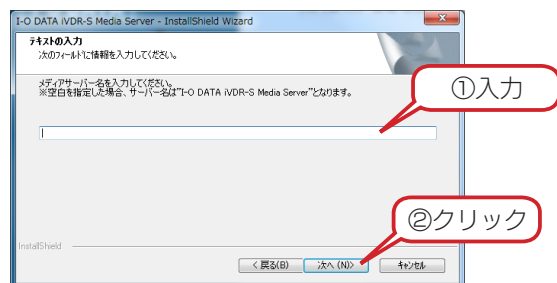 I-O DATA iVDR-S Media Server - InstallShield Wizard
テキストの入力
次のフィールドに情報を入力してください。
メディアサーバー名を入力してください。
※空白を指定した場合、サーバー名は"I-O DATA iVDR-S Media Server"となります。
①入力
②クリック
InstallShield
< 戻る(B)
次へ (N)>
キャンセル